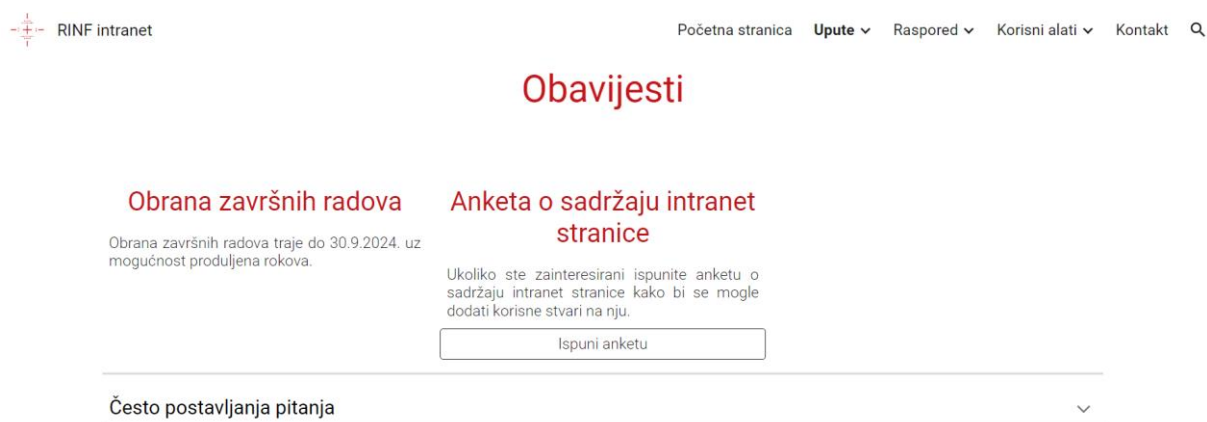 RINF intranet
Početna stranica Upute Raspored Korisni alati Kontakt
Obavijesti
Obrana završnih radova
Obrana završnih radova traje do 30.9.2024. uz
mogućnost produljena rokova.
Anketa o sadržaju intranet
stranice
Ukoliko ste zainteresirani ispunite anketu o
sadržaju intranet stranice kako bi se mogle
dodati korisne stvari na nju.
Ispuni anketu
Često postavljanja pitanja